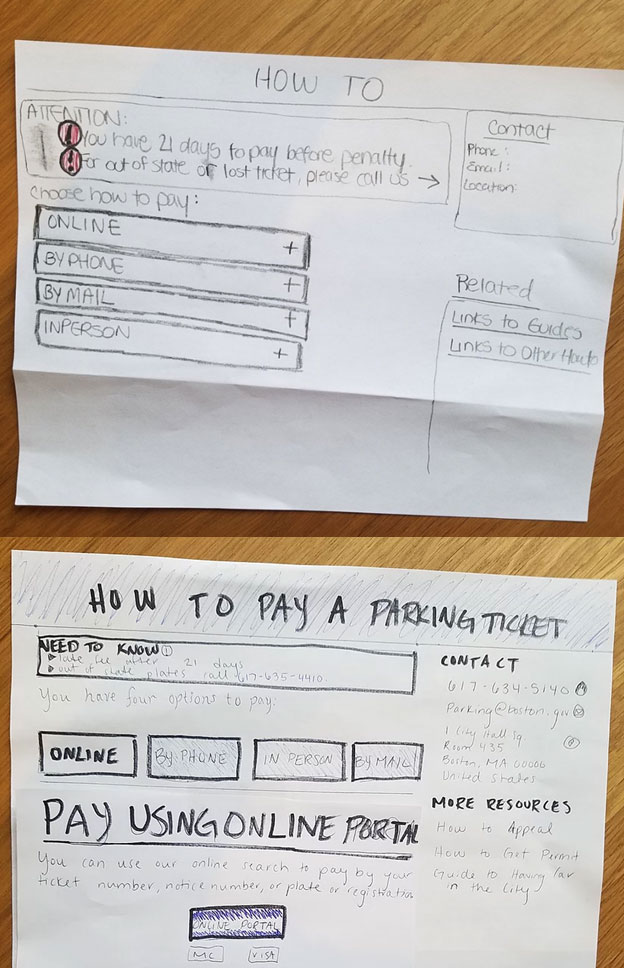 HOW TO
ATTENTION:
! You have 21 days to pay before penalty.
! For out of state or lost ticket, please call us →
Contact
Phone:
Email:
Location:
choose how to pay:
ONLINE +
BY PHONE +
BY MAIL +
IN PERSON +
Related
Links to Guides
Links to Other
HOW TO PAY A PARKING TICKET
NEED TO KNOW
late fee after 21 days
out of state plates call 617-635-4410.
You have four options to pay:
ONLINE
BY PHONE
IN PERSON
BY MAIL
PAY USING ONLINE PORTAL
You can use our online search to pay by your
ticket number, notice number, or plate or registration
ONLINE PORTAL
MC
VISA
CONTACT
617-634-5140
Parking@boston.gov
1 City Hall Sq
Room 435
Boston, MA 00000
United States
MORE RESOURCES
How to Appeal
How to Get Permit
Guide to Having Car
in the City